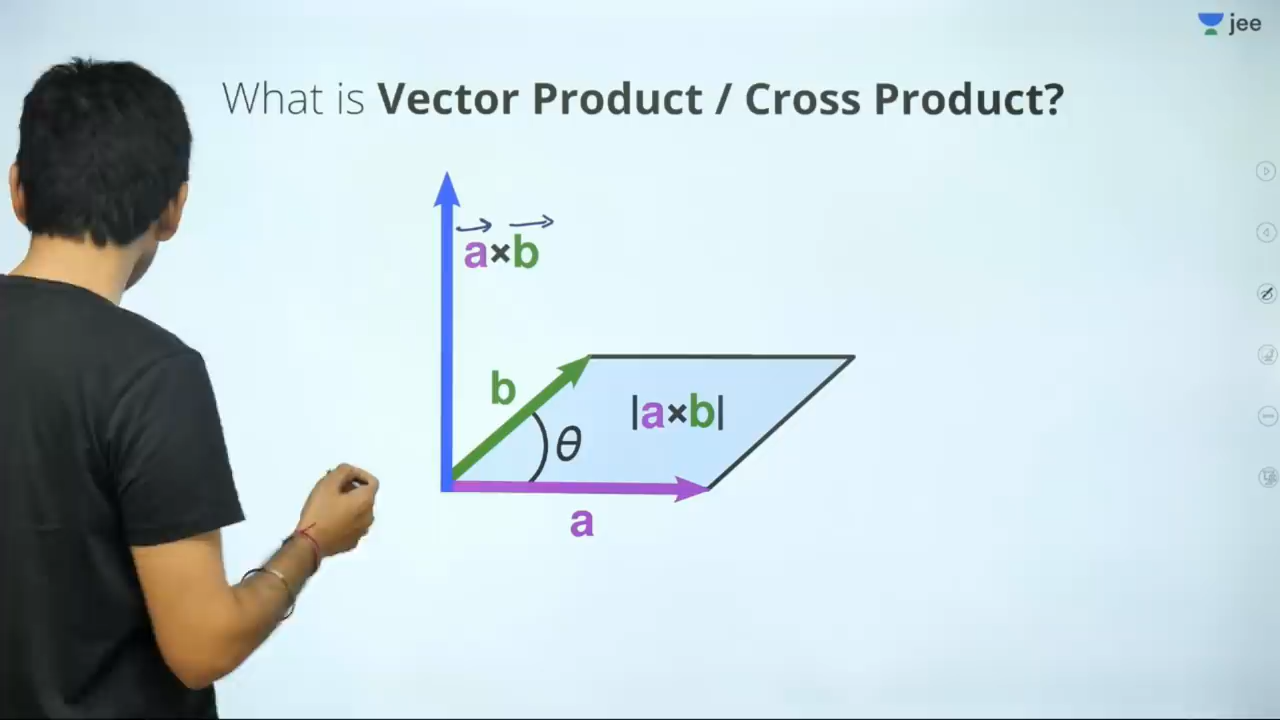 jee
What is Vector Product / Cross Product?
a×b
b
θ
|a×b|
a